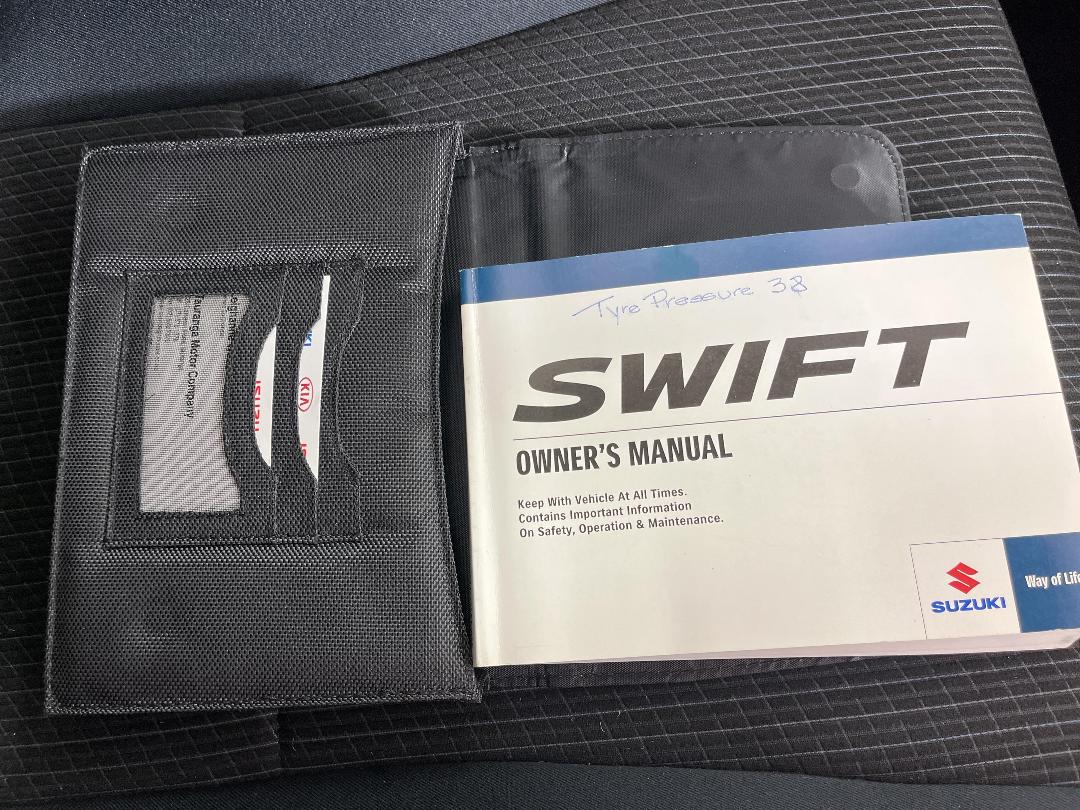 Tyre Pressure 38
SWIFT
OWNER'S MANUAL
Keep With Vehicle At All Times.
Contains Important Information
On Safety, Operation & Maintenance.
SUZUKI
Way of Life
Motor Company
ISUZU
KIA